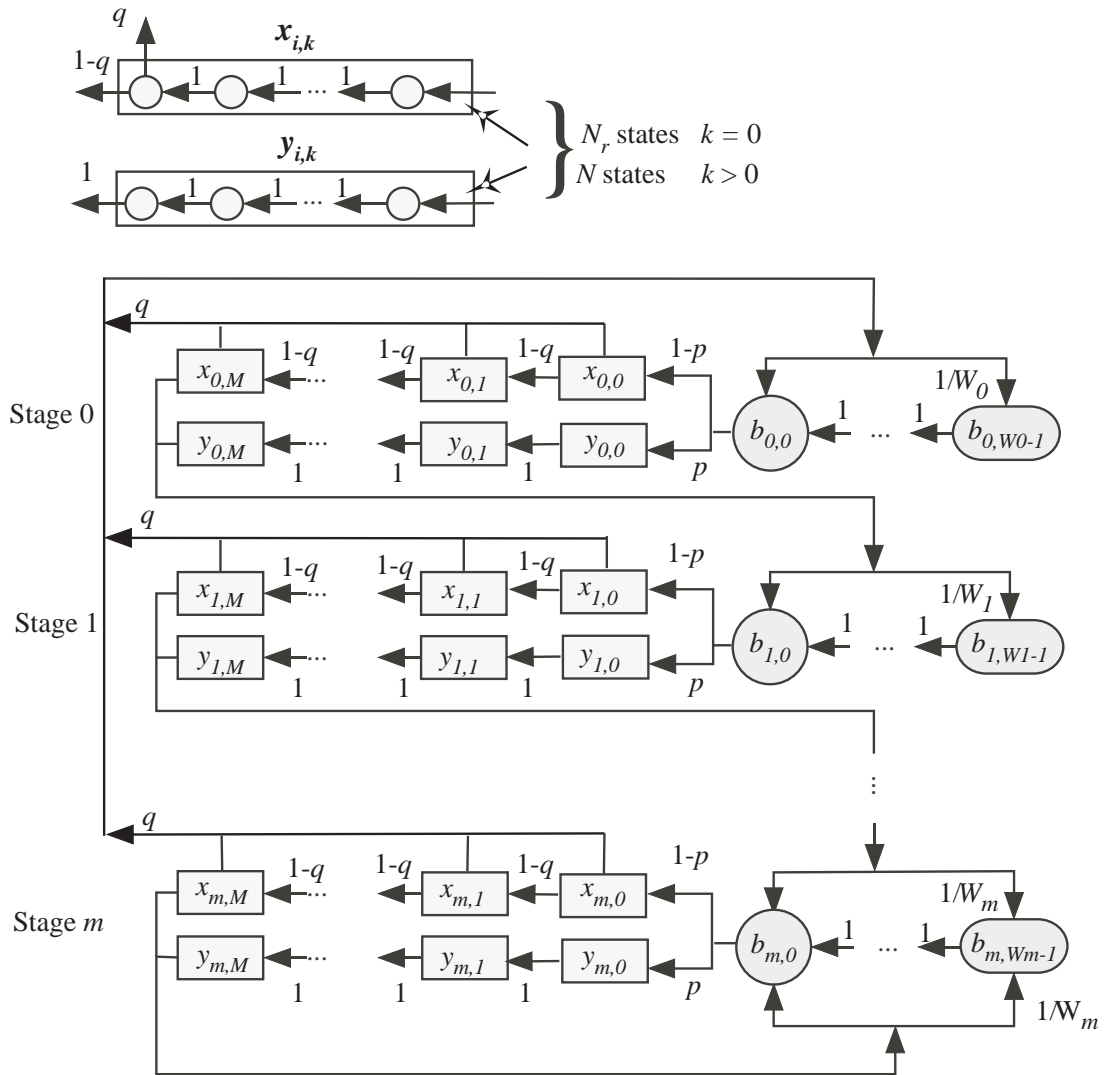 q
x_{i,k}
1-q 1 1 ... 1
y_{i,k}
1 1 1 ... 1
N_r states k = 0
N states k > 0
}
q
Stage 0
x_{0,M} 1-q ... 1-q x_{0,1} 1-q x_{0,0} 1-p
y_{0,M} 1 ... 1 y_{0,1} 1 y_{0,0} p
b_{0,0} 1 ... 1 1/W_0 b_{0,W0-1}
q
Stage 1
x_{1,M} 1-q ... 1-q x_{1,1} 1-q x_{1,0} 1-p
y_{1,M} 1 ... 1 y_{1,1} 1 y_{1,0} p
b_{1,0} 1 ... 1 1/W_1 b_{1,W1-1}
...
q
Stage m
x_{m,M} 1-q ... 1-q x_{m,1} 1-q x_{m,0} 1-p
y_{m,M} 1 ... 1 y_{m,1} 1 y_{m,0} p
b_{m,0} 1 ... 1 1/W_m b_{m,Wm-1}
1/W_m